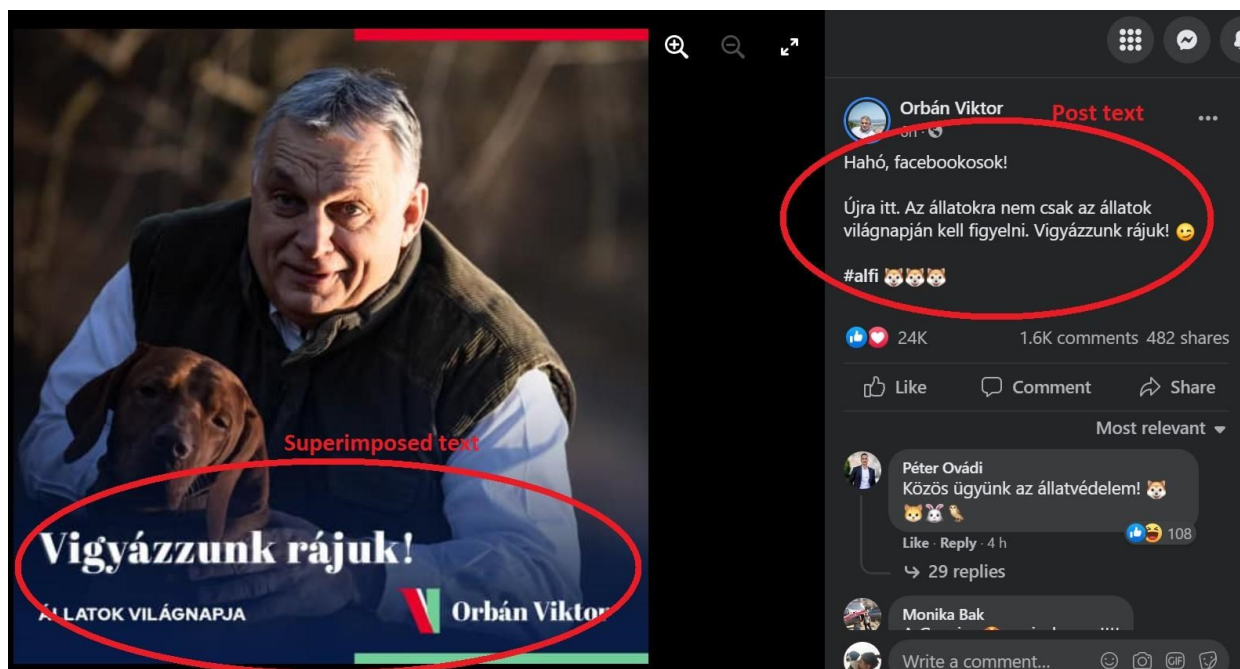 Superimposed text
Vigyázzunk rájuk!
ÁLLATOK VILÁGNAPJA
Orbán Viktor
Orbán Viktor
Post text
Hahó, facebookosok!
Újra itt. Az állatokra nem csak az állatok
világnapján kell figyelni. Vigyázzunk rájuk! 😉
#alfi 🐺🐺🐺
24K 1.6K comments 482 shares
Like Comment Share
Most relevant
Péter Ovádi
Közös ügyünk az állatvédelem! 🐺
🐱🐰🦉
108
Like · Reply · 4 h
29 replies
Monika Bak
Write a comment...
GIF